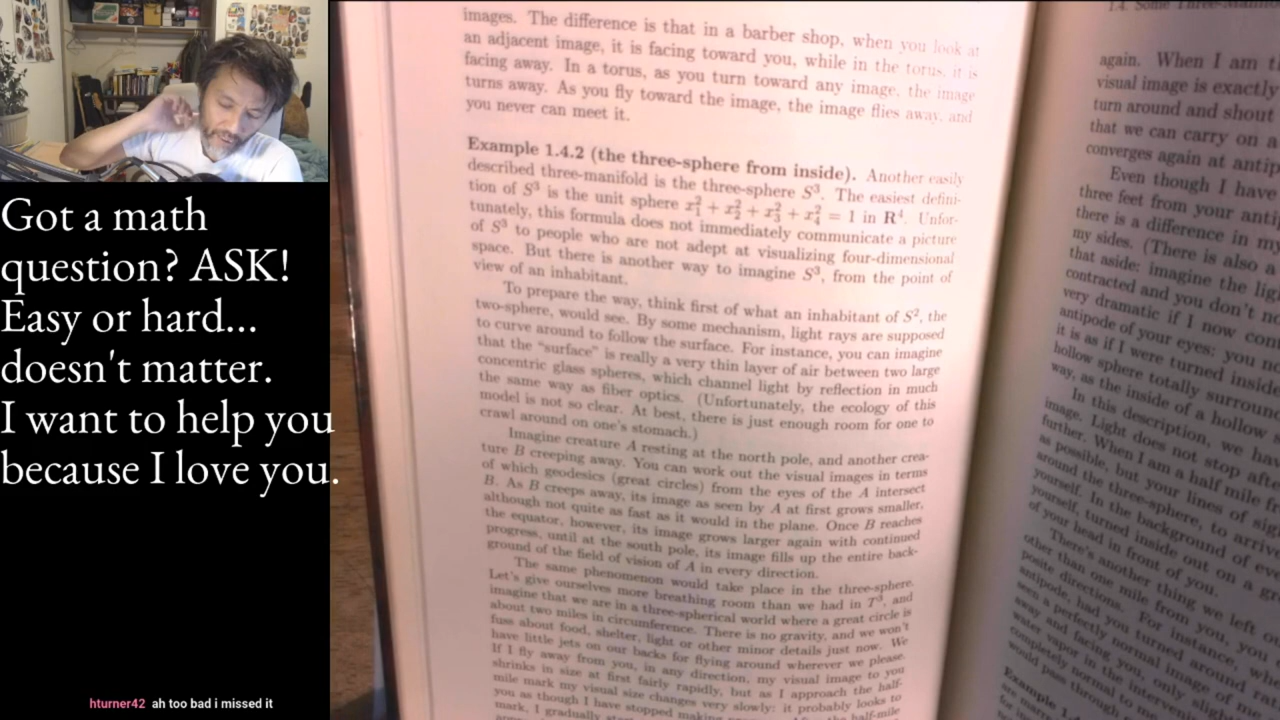 Got a math
question? ASK!
Easy or hard...
doesn't matter.
I want to help you
because I love you.
hturner42 ah too bad i missed it
images. The difference is that in a barber shop, when you look at
an adjacent image, it is facing toward you, while in the torus, it is
facing away. In a torus, as you turn toward any image, the image
turns away. As you fly toward the image, the image flies away, and
you never can meet it.
Example 1.4.2 (the three-sphere from inside). Another easily
described three-manifold is the three-sphere S³. The easiest defini-
tion of S³ is the unit sphere x₁² + x₂² + x₃² + x₄² = 1 in R⁴. Unfor-
tunately, this formula does not immediately communicate a picture
of S³ to people who are not adept at visualizing four-dimensional
space. But there is another way to imagine S³, from the point of
view of an inhabitant.
To prepare the way, think first of what an inhabitant of S², the
two-sphere, would see. By some mechanism, light rays are supposed
to curve around to follow the surface. For instance, you can imagine
that the "surface" is really a very thin layer of air between two large
concentric glass spheres, which channel light by reflection in much
the same way as fiber optics. (Unfortunately, the ecology of this
model is not so clear. At best, there is just enough room for one to
crawl around on one's stomach.)
Imagine creature A resting at the north pole, and another crea-
ture B creeping away. You can work out the visual images in terms
of which geodesics (great circles) from the eyes of the A intersect
B. As B creeps away, its image as seen by A at first grows smaller,
although not quite as fast as it would in the plane. Once B reaches
the equator, however, its image grows larger again with continued
progress, until at the south pole, its image fills up the entire back-
ground of the field of vision of A in every direction.
The same phenomenon would take place in the three-sphere.
Let's give ourselves more breathing room than we had in T³, and
imagine that we are in a three-spherical world where a great circle is
about two miles in circumference. There is no gravity, and we won't
fuss about food, shelter, light or other minor details just now. We
have little jets on our backs for flying around wherever we please.
If I fly away from you, in any direction, my visual image to you
shrinks in size at first fairly rapidly, but as I approach the half-
mile mark my visual size changes very slowly: it probably looks to
you as though I have stopped making
mark, I gradually half-mile
1.4. Some Three-Manifo
again. When I am t
visual image is exactly
turn around and shout
that we can carry on a
converges again at antip
Even though I have
three feet from your anti
there is a difference in my
my sides. (There is also a
that aside: imagine the lig
contracted and you don't no
very dramatic if I now con
antipode of your eyes: you ne
it is as if I were turned inside
hollow sphere totally surroun
way, as the inside of a hollow s
In this description, we hav
image. Light does not stop afte
further. When I am a half mile fr
as possible, but your lines of sig
around the three-sphere, to arriv
yourself. In the background of eve
yourself, turned inside out on a gr
of your head in front of you.
There's another thing we left ou
other than one mile from you, you
posite directions. For instance, whe
antipode, had you turned around ra
seen a perfectly normal image of me
away and facing you, only slig
water vapor in the interveni
completely normal t
would pass through
Example 1